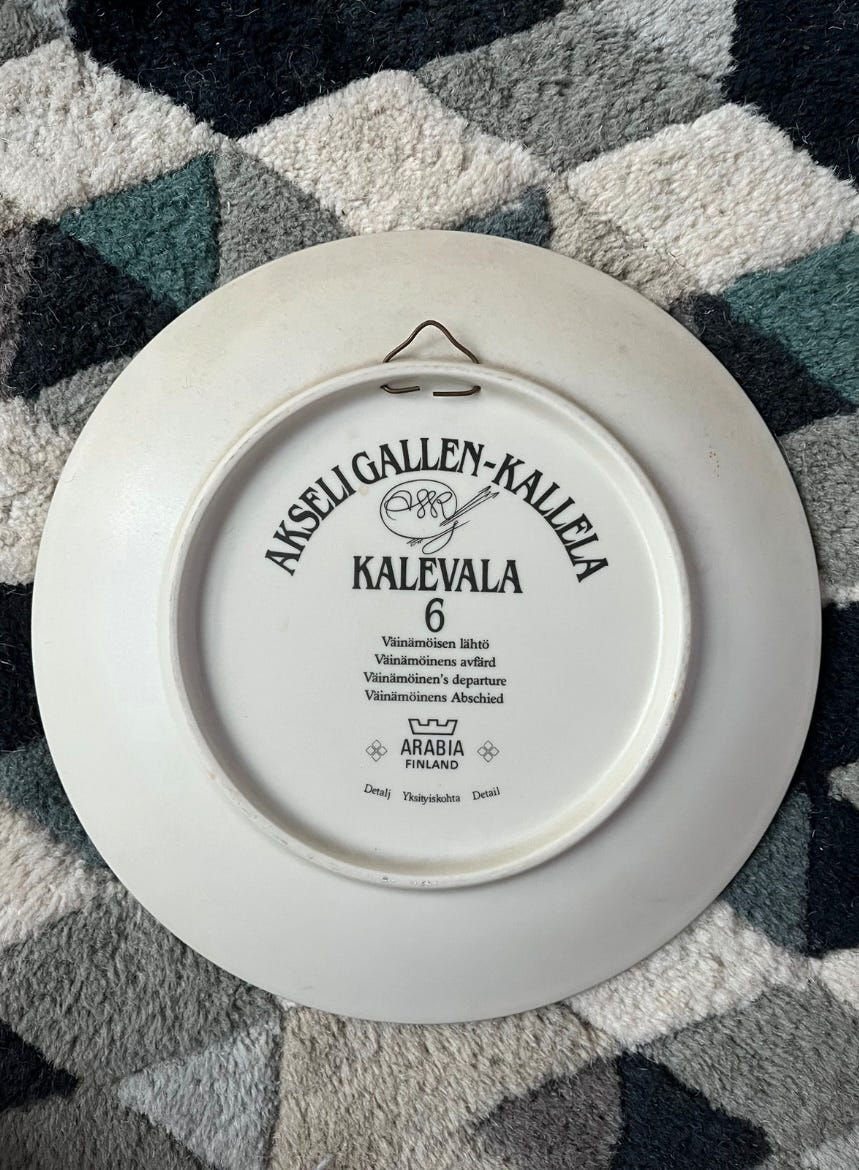 AKSELI GALLEN-KALLELA
KALEVALA
6
Väinämöisen lähtö
Väinämöinens avfärd
Väinämöinen's departure
Väinämöinens Abschied
ARABIA
FINLAND
Detalj Yksityiskohta Detail